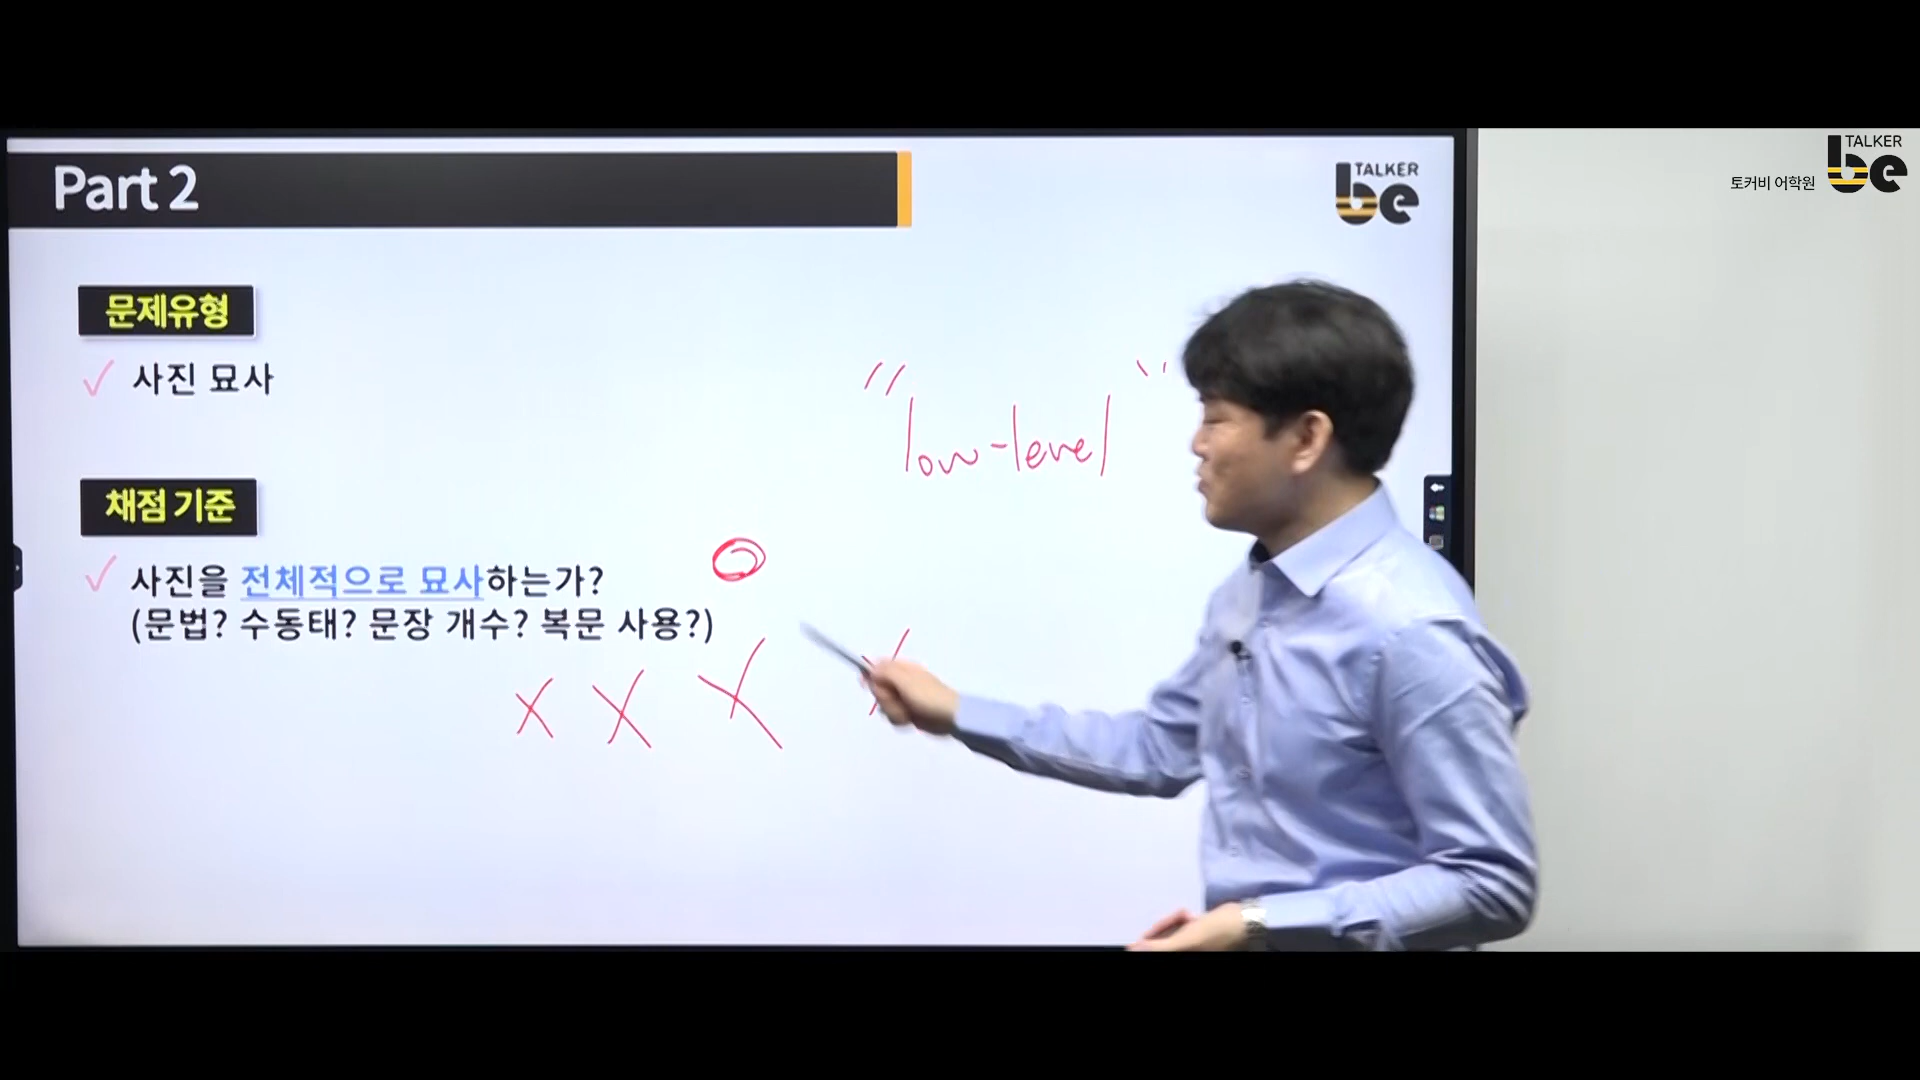 Part 2
TALKER
be
TALKER
be
토커비 어학원
문제유형
✓ 사진 묘사
"low-level"
채점 기준
✓ 사진을 전체적으로 묘사하는가?
(문법? 수동태? 문장 개수? 복문 사용?)
X X X X